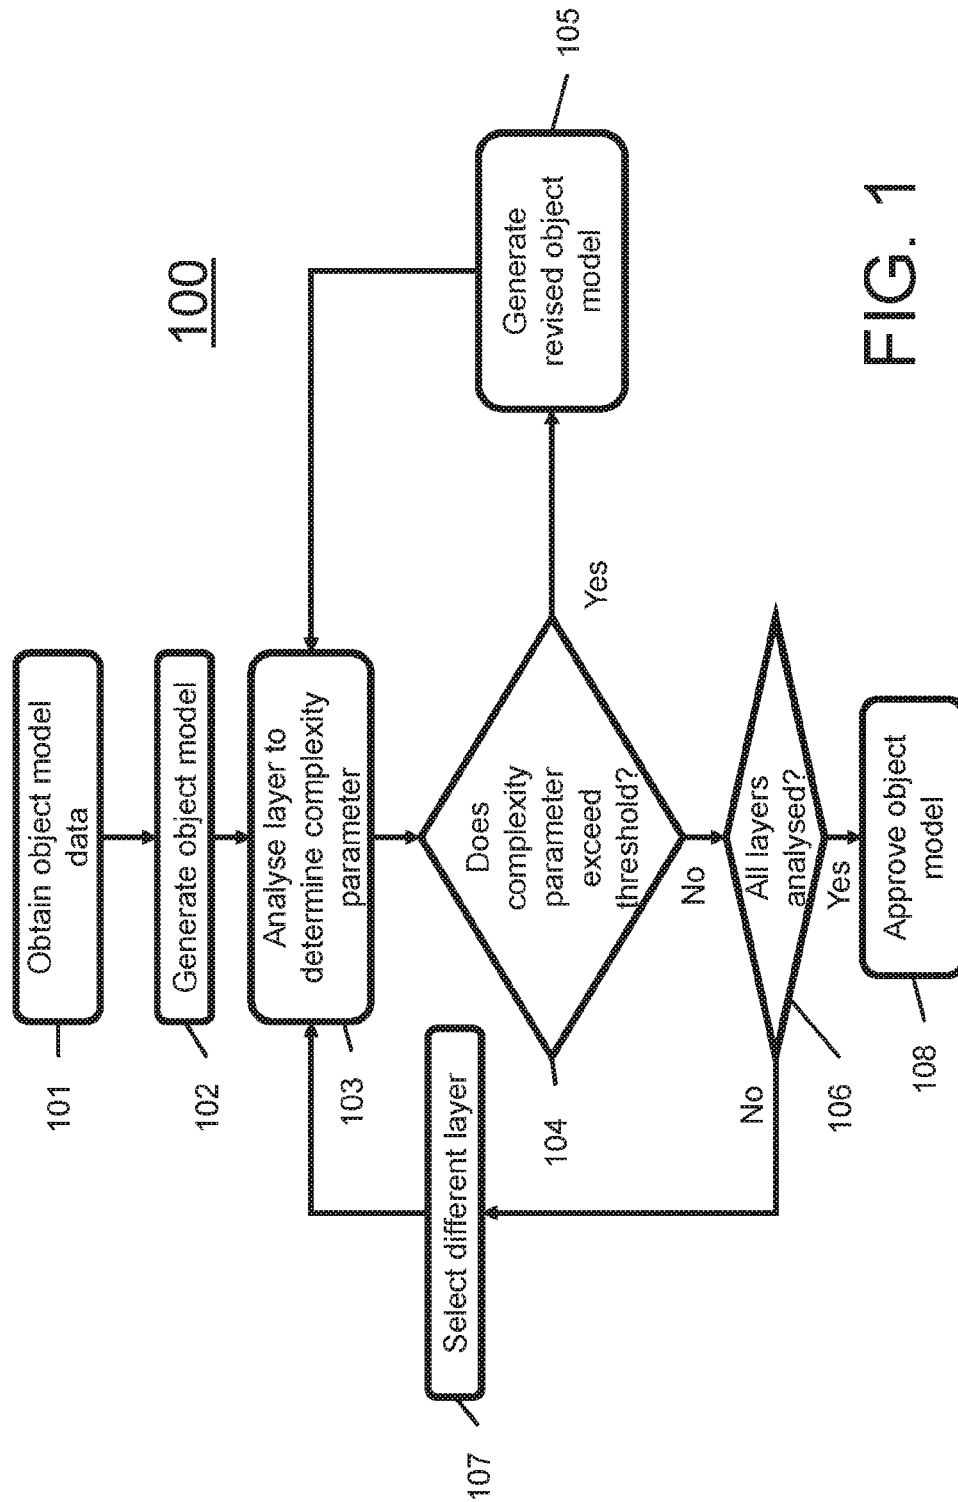 100
101
Obtain object model
data
102
Generate object model
103
Analyse layer to
determine complexity
parameter
104
Does
complexity
parameter
exceed
threshold?
Yes
105
Generate
revised object
model
No
106
All layers
analysed?
No
107
Select different layer
Yes
108
Approve object
model
FIG. 1